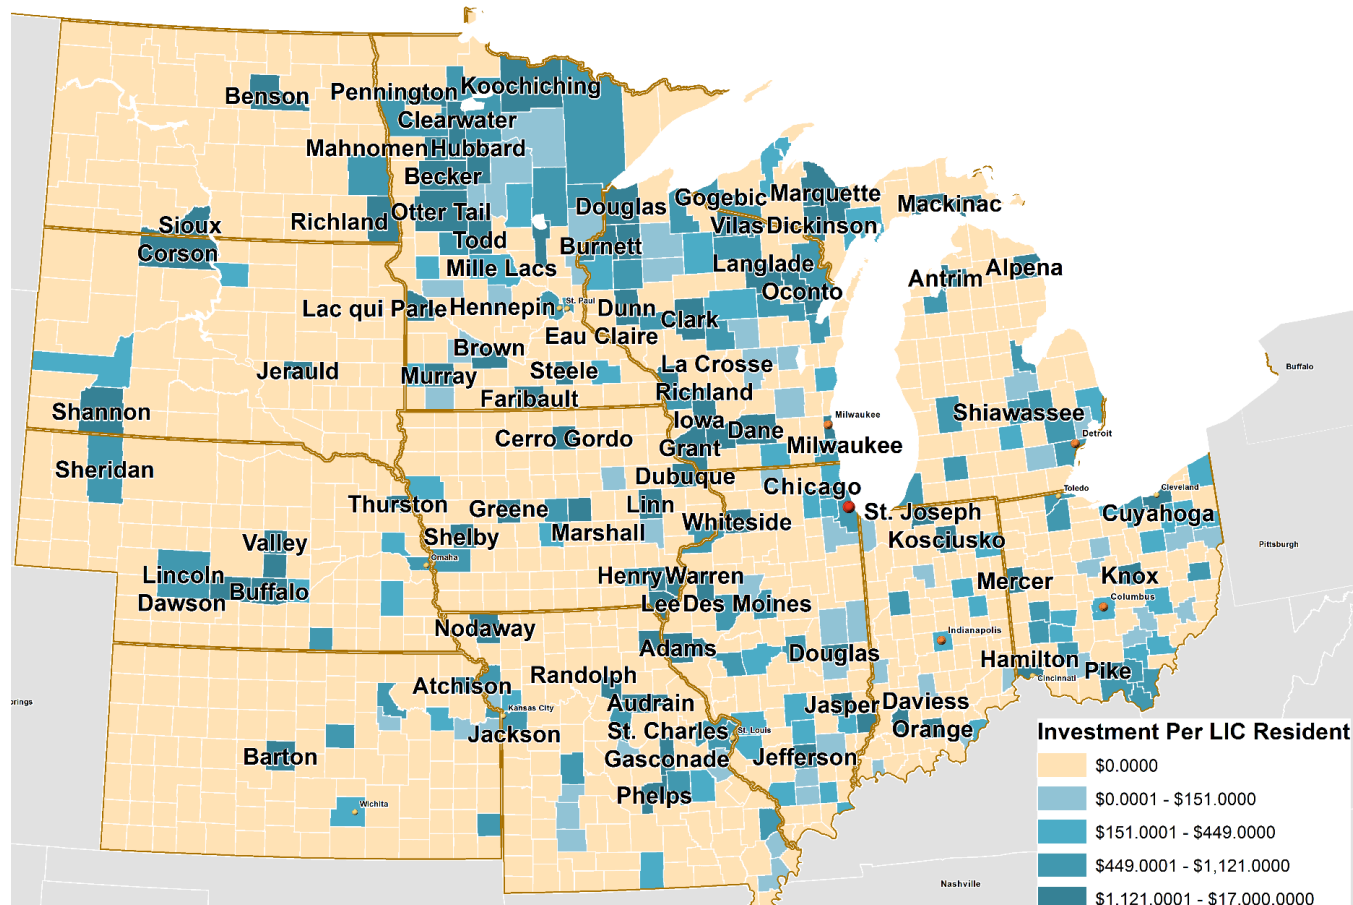 Benson
Pennington
Koochiching
Clearwater
Mahnomen
Hubbard
Becker
Otter Tail
Richland
Douglas
Gogebic
Marquette
Mackinac
Sioux
Corson
Todd
Burnett
Vilas
Dickinson
Mille Lacs
Langlade
Antrim
Alpena
Oconto
Lac qui Parle
Hennepin
St. Paul
Dunn
Clark
Eau Claire
Brown
Jerauld
Murray
Steele
La Crosse
Buffalo
Faribault
Richland
Shannon
Iowa
Dane
Milwaukee
Shiawassee
Detroit
Cerro Gordo
Grant
Milwaukee
Sheridan
Dubuque
Chicago
Toledo
Cleveland
Thurston
Greene
Linn
Whiteside
St. Joseph
Cuyahoga
Shelby
Marshall
Kosciusko
Valley
Omaha
Pittsburgh
Lincoln
Dawson
Buffalo
Henry
Warren
Mercer
Knox
Lee
Des Moines
Columbus
Nodaway
Indianapolis
Adams
Douglas
Hamilton
Pike
Cincinnati
Atchison
Randolph
Audrain
Jasper
Daviess
prings
Kansas City
Jackson
St. Charles
St. Louis
Orange
Barton
Gasconade
Jefferson
Phelps
Wichita
Nashville
Investment Per LIC Resident
$0.0000
$0.0001 - $151.0000
$151.0001 - $449.0000
$449.0001 - $1,121.0000
$1,121.0001 - $17,000.0000